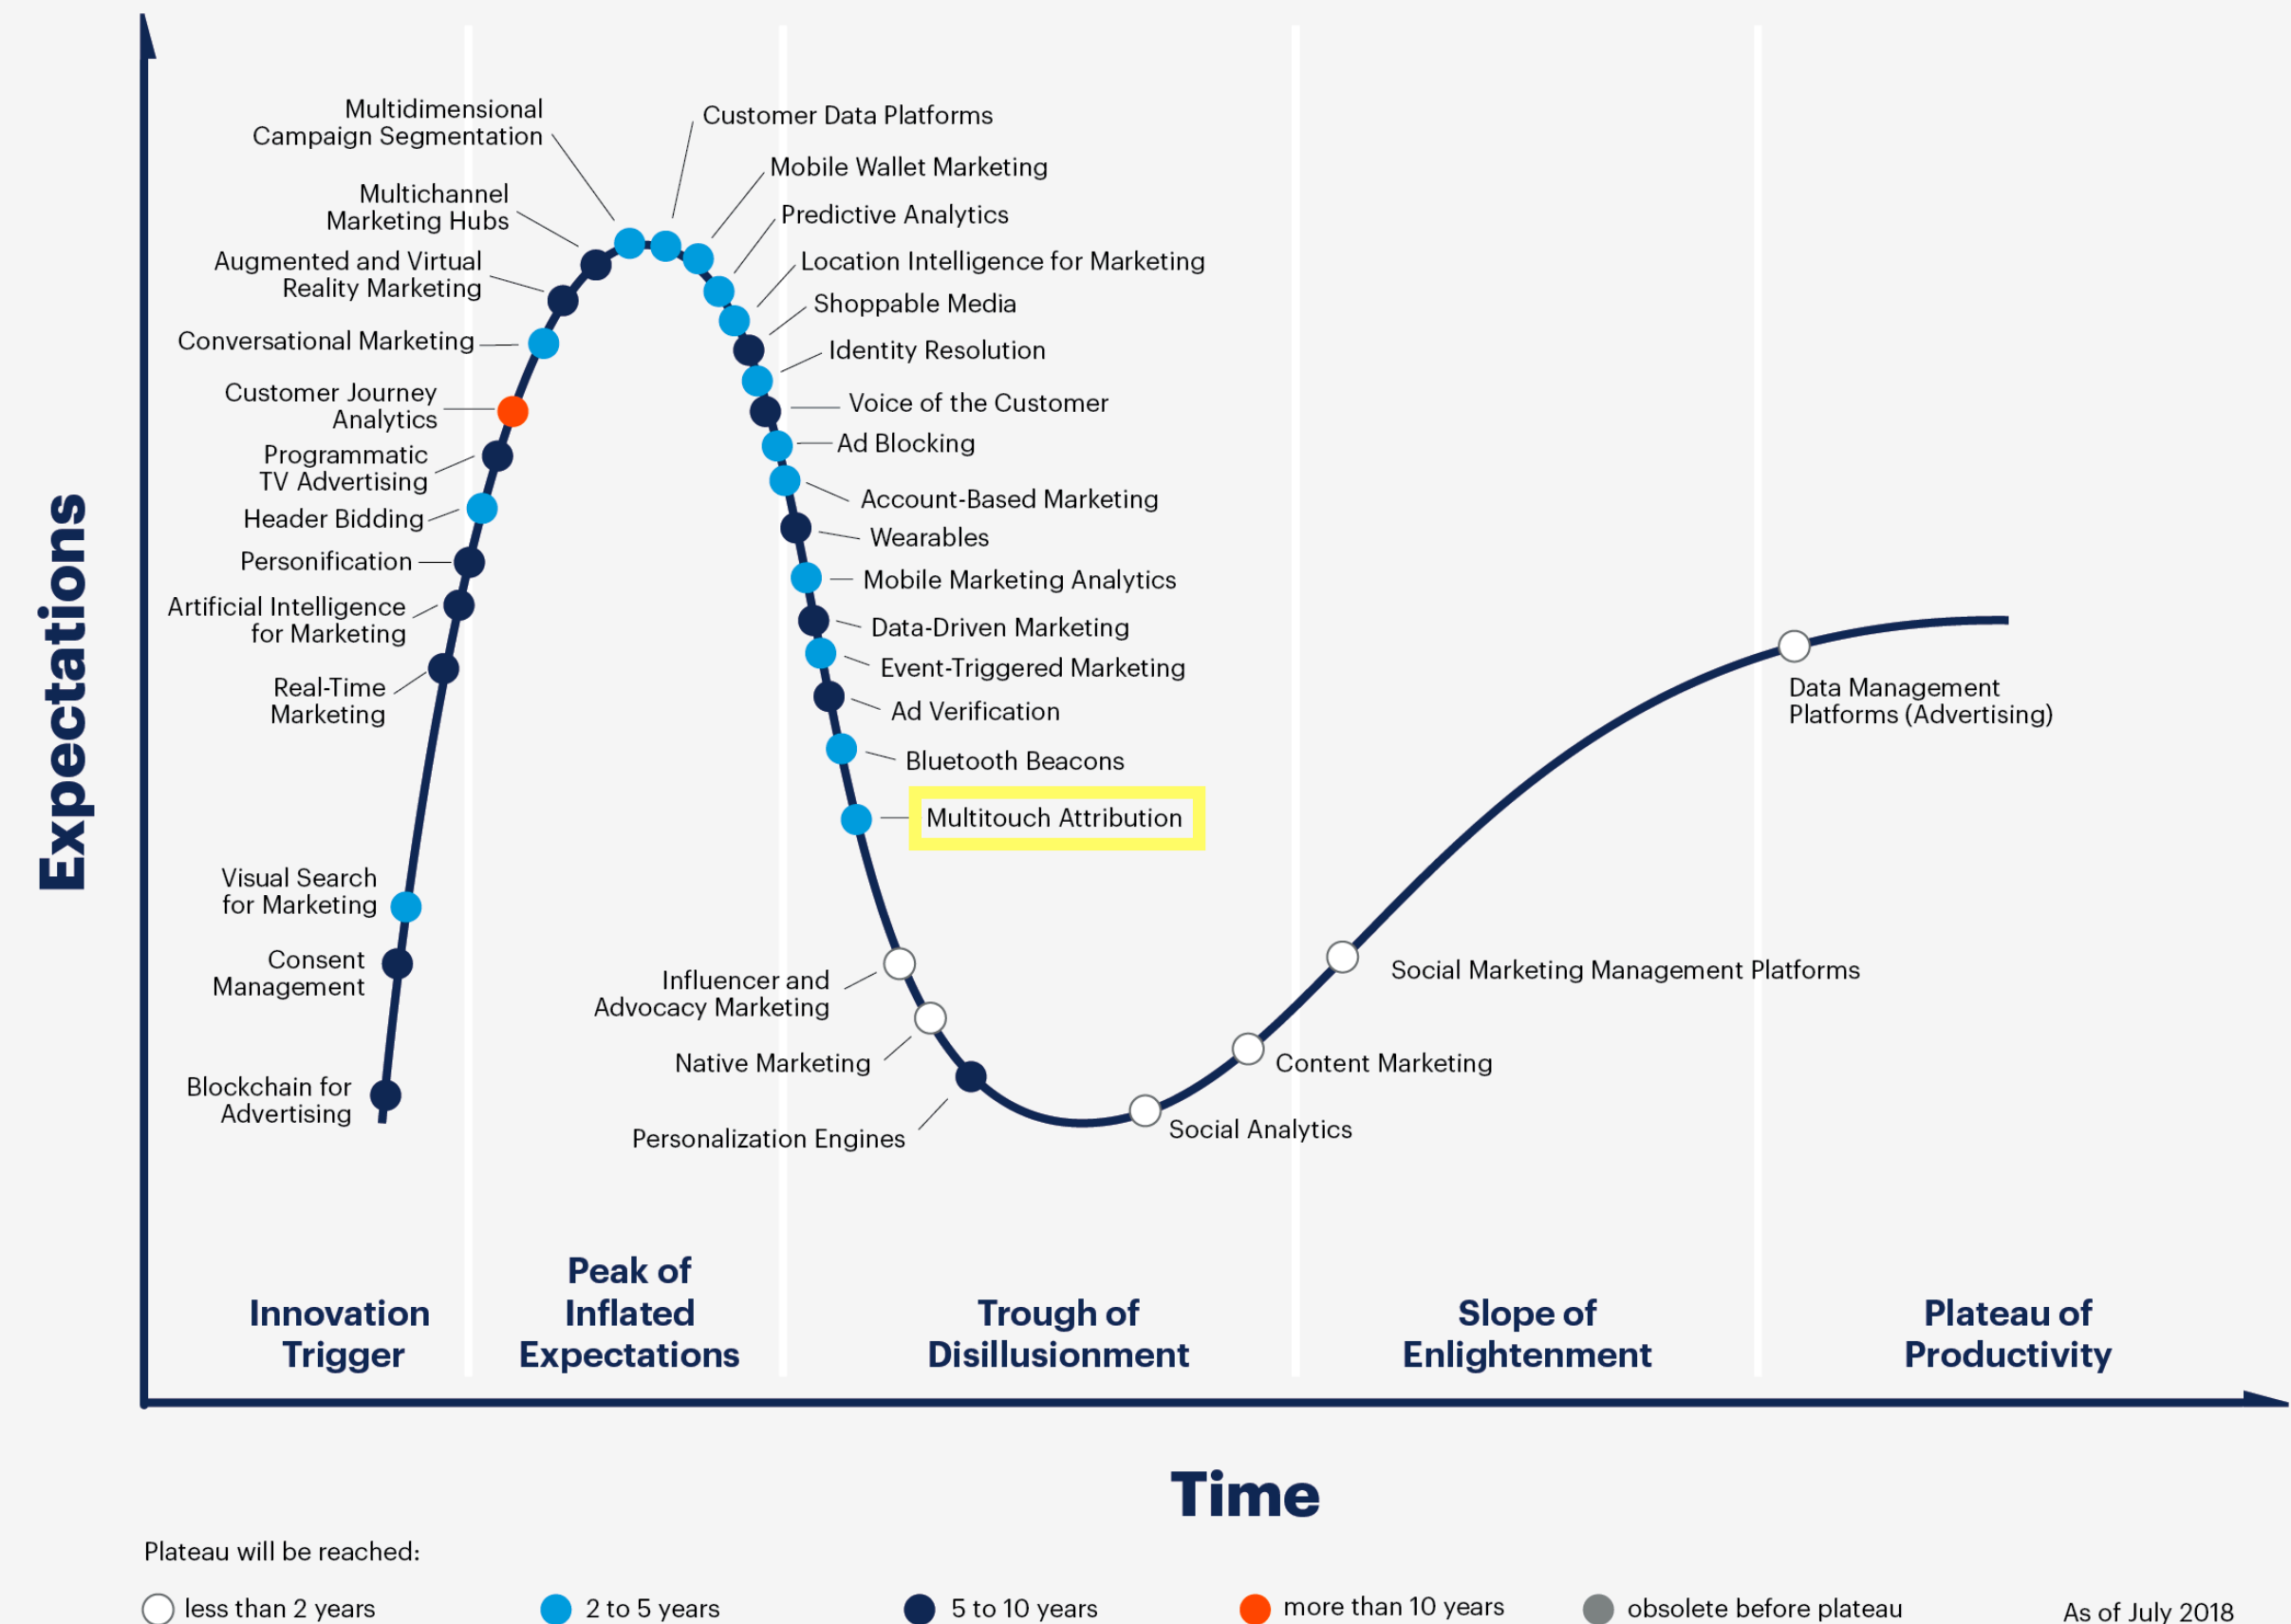 Expectations
Multidimensional
Campaign Segmentation
Multichannel
Marketing Hubs
Augmented and Virtual
Reality Marketing
Conversational Marketing
Customer Journey
Analytics
Programmatic
TV Advertising
Header Bidding
Personification
Artificial Intelligence
for Marketing
Real-Time
Marketing
Visual Search
for Marketing
Consent
Management
Blockchain for
Advertising
Customer Data Platforms
Mobile Wallet Marketing
Predictive Analytics
Location Intelligence for Marketing
Shoppable Media
Identity Resolution
Voice of the Customer
Ad Blocking
Account-Based Marketing
Wearables
Mobile Marketing Analytics
Data-Driven Marketing
Event-Triggered Marketing
Ad Verification
Bluetooth Beacons
Multitouch Attribution
Influencer and
Advocacy Marketing
Native Marketing
Personalization Engines
Social Analytics
Content Marketing
Social Marketing Management Platforms
Data Management
Platforms (Advertising)
Innovation
Trigger
Peak of
Inflated
Expectations
Trough of
Disillusionment
Slope of
Enlightenment
Plateau of
Productivity
Time
Plateau will be reached:
less than 2 years
2 to 5 years
5 to 10 years
more than 10 years
obsolete before plateau
As of July 2018